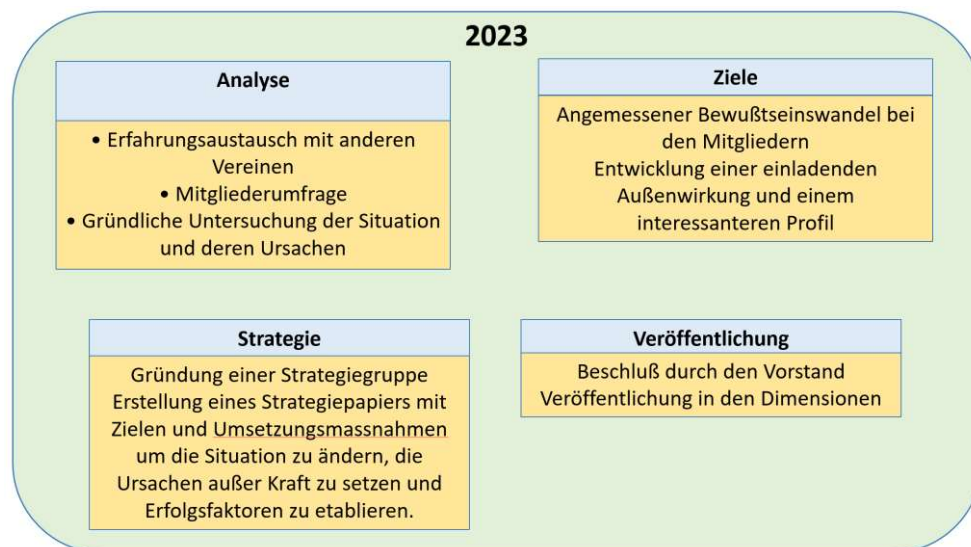 2023
Analyse
• Erfahrungsaustausch mit anderen
Vereinen
• Mitgliederumfrage
• Gründliche Untersuchung der Situation
und deren Ursachen
Ziele
Angemessener Bewußtseinswandel bei
den Mitgliedern
Entwicklung einer einladenden
Außenwirkung und einem
interessanteren Profil
Strategie
Gründung einer Strategiegruppe
Erstellung eines Strategiepapiers mit
Zielen und Umsetzungsmassnahmen
um die Situation zu ändern, die
Ursachen außer Kraft zu setzen und
Erfolgsfaktoren zu etablieren.
Veröffentlichung
Beschluß durch den Vorstand
Veröffentlichung in den Dimensionen